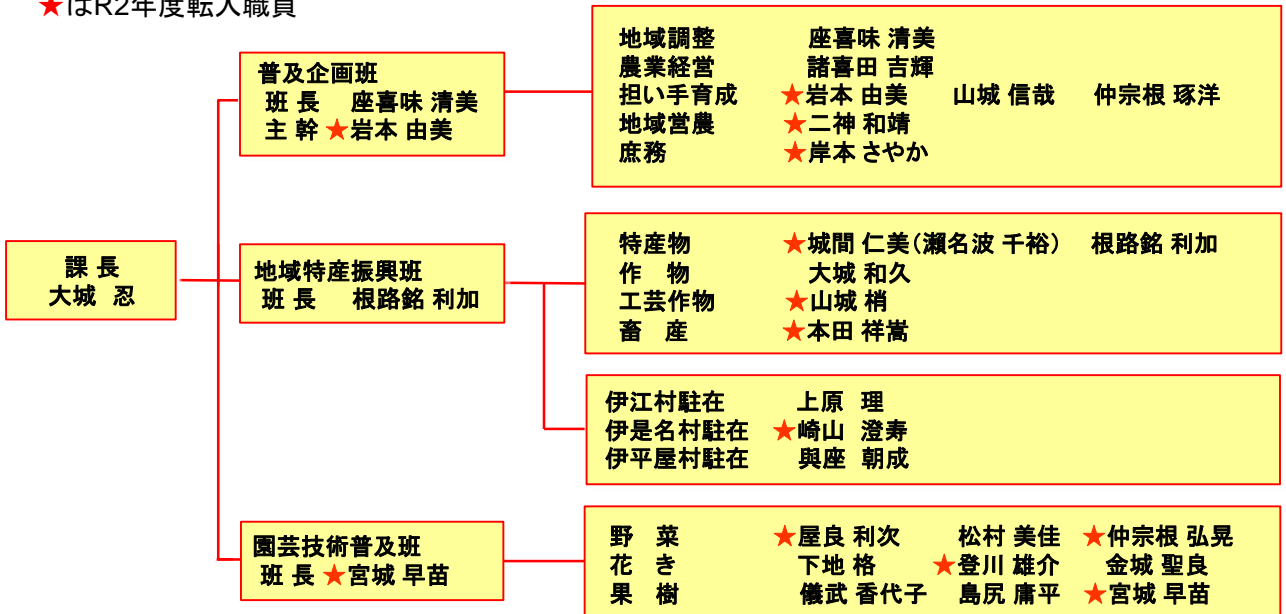 ★はR2年度転入職員
普及企画班
班 長 座喜味 清美
主 幹 ★岩本 由美
地域調整 座喜味 清美
農業経営 諸喜田 吉輝
担い手育成 ★岩本 由美 山城 信哉 仲宗根 琢洋
地域営農 ★二神 和靖
庶務 ★岸本 さやか
課 長
大城 忍
地域特産振興班
班 長 根路銘 利加
特産物 ★城間 仁美(瀬名波 千裕) 根路銘 利加
作 物 大城 和久
工芸作物 ★山城 梢
畜 産 ★本田 祥嵩
伊江村駐在 上原 理
伊是名村駐在 ★崎山 澄寿
伊平屋村駐在 與座 朝成
園芸技術普及班
班 長 ★宮城 早苗
野 菜 ★屋良 利次 松村 美佳 ★仲宗根 弘晃
花 き 下地 格 ★登川 雄介 金城 聖良
果 樹 儀武 香代子 島尻 庸平 ★宮城 早苗